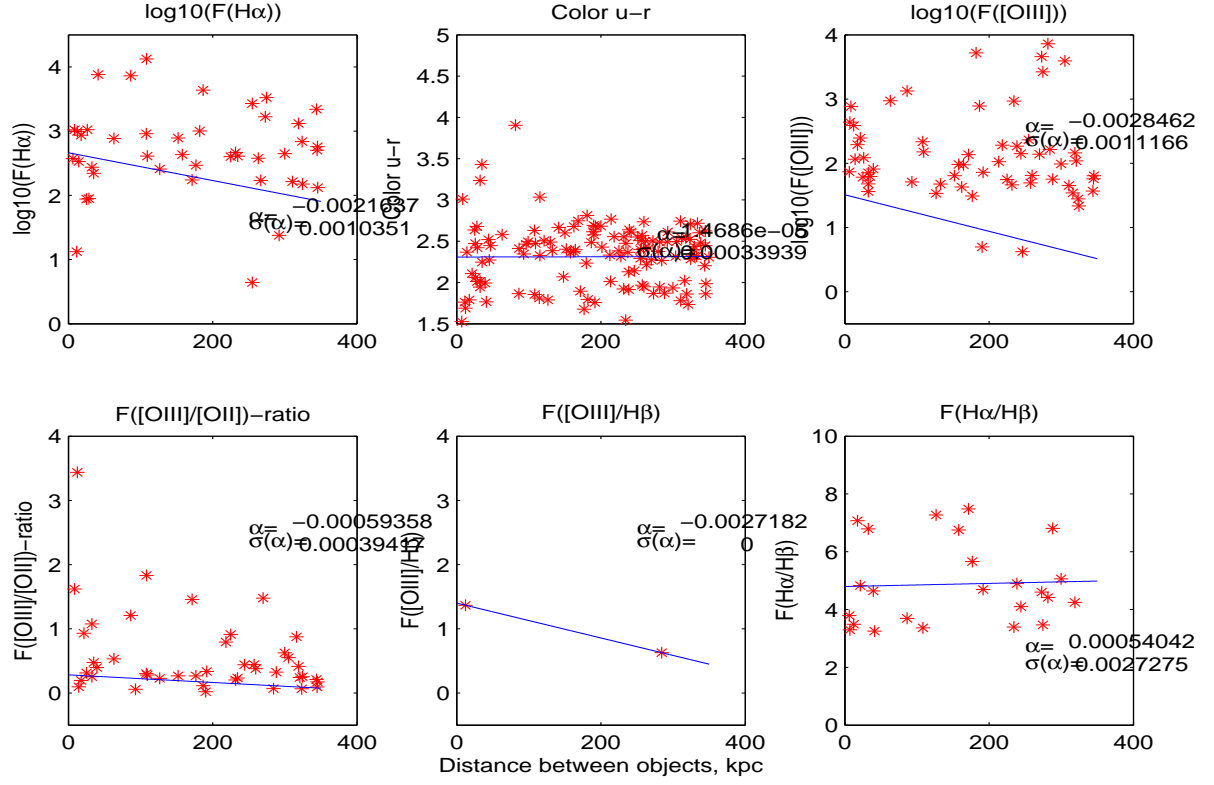 log10(F(Hα))
Color u−r
log10(F([OIII]))
log10(F(Hα))
0
1
2
3
4
0
200
400
α=
−0.0021637
σ(α)=
0.0010351
Color u−r
1.5
2
2.5
3
3.5
4
4.5
5
0
200
400
α=
σ(α)=
0.00033939
log10(F([OIII]))
0
1
2
3
4
0
200
400
α=
−0.0028462
σ(α)=
0.0011166
F([OIII]/[OII])−ratio
F([OIII]/Hβ)
F(Hα/Hβ)
F([OIII]/[OII])−ratio
0
1
2
3
4
0
200
400
α=
−0.00059358
σ(α)=
0.00039417
F([OIII]/Hβ)
0
1
2
3
4
0
200
400
α=
−0.0027182
σ(α)=
0
F(Hα/Hβ)
0
2
4
6
8
10
0
200
400
α=
0.00054042
σ(α)=
0.0027275
Distance between objects, kpc